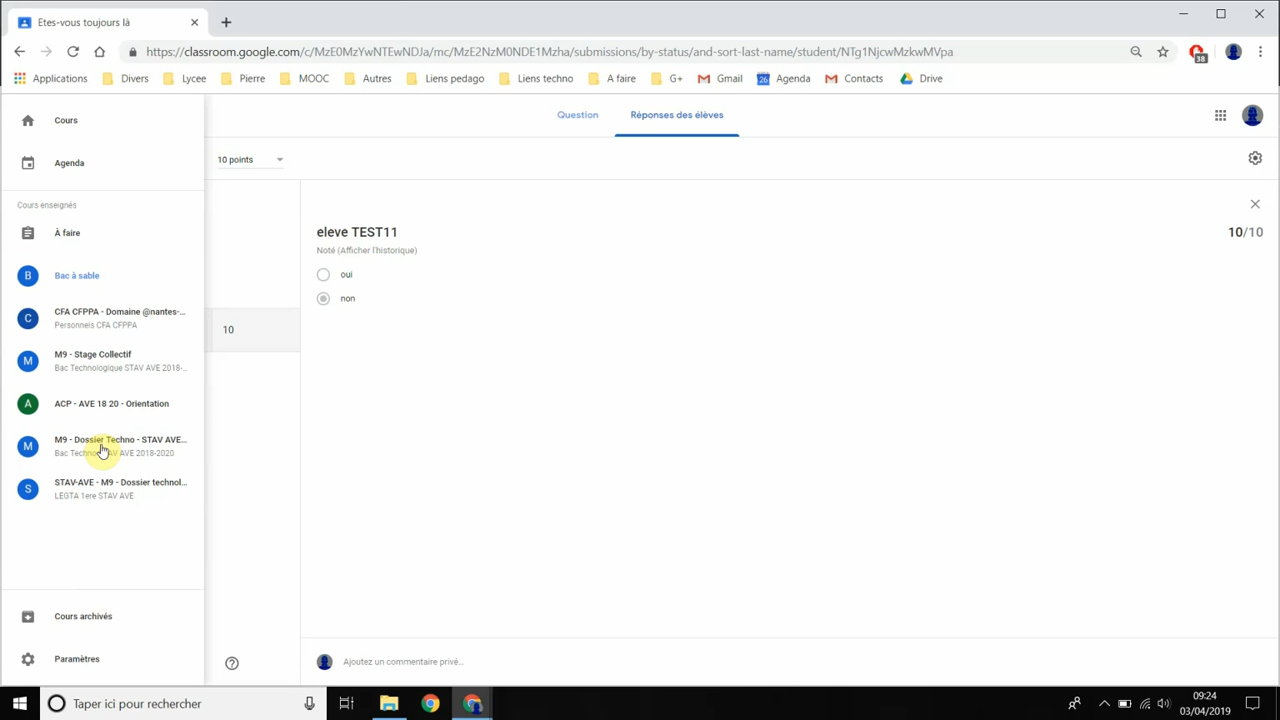 Etes-vous toujours là
https://classroom.google.com/c/MzE0MzYwNTEwNDJa/mc/MzE2NzM0NDE1Mzha/submissions/by-status/and-sort-last-name/student/NTg1NjcwMzkwMVpa
38
Applications Divers Lycee Pierre MOOC Autres Liens pedago Liens techno A faire G+ Gmail 26 Agenda Contacts Drive
Cours
Question
Réponses des élèves
Agenda
10 points
Cours enseignés
À faire
eleve TEST11
10/10
Noté (Afficher l'historique)
B Bac à sable
oui
non
C CFA CFPPA - Domaine @nantes-...
Personnels CFA CFPPA
10
M M9 - Stage Collectif
Bac Technologique STAV AVE 2018-...
A ACP - AVE 18 20 - Orientation
M M9 - Dossier Techno - STAV AVE...
AVE 2018-2020
S STAV-AVE - M9 - Dossier technol...
LEGTA 1ere STAV AVE
Cours archivés
Paramètres
Ajoutez un commentaire privé...
Taper ici pour rechercher
09:24
03/04/2019